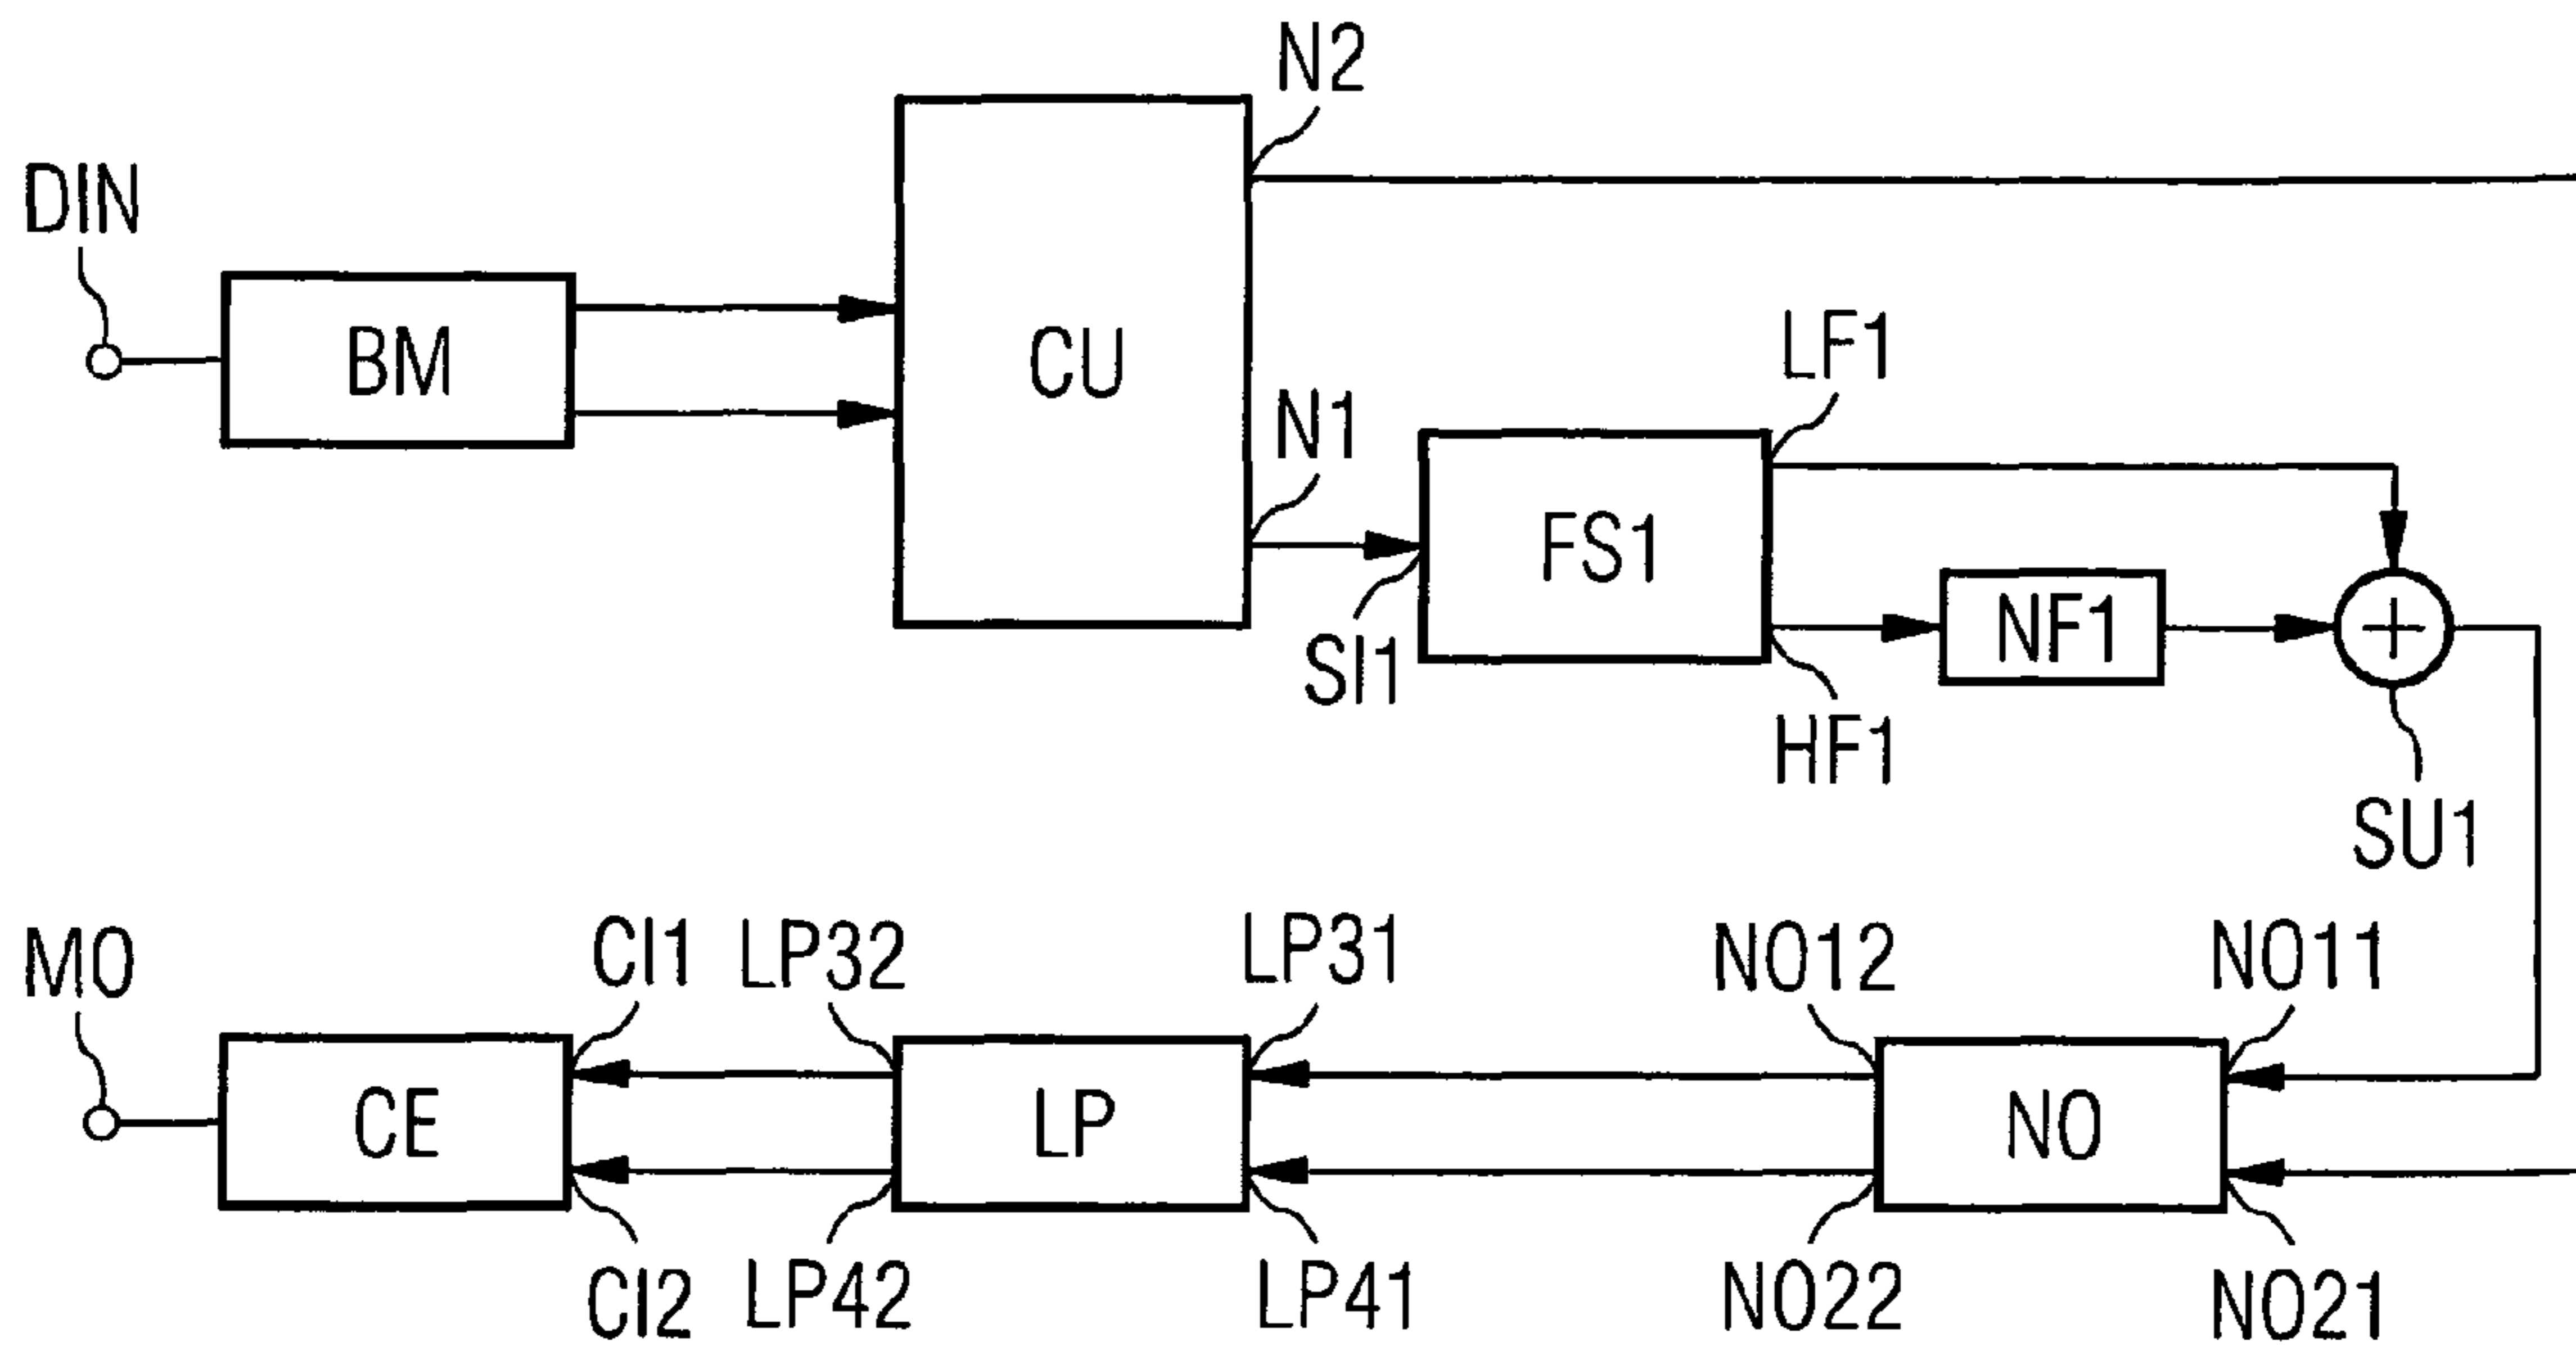 N2
DIN
BM
CU
LF1
N1
FS1
NF1
+
SI1
HF1
SU1
MO
CI1
LP32
LP31
NO12
NO11
CE
LP
NO
CI2
LP42
LP41
NO22
NO21